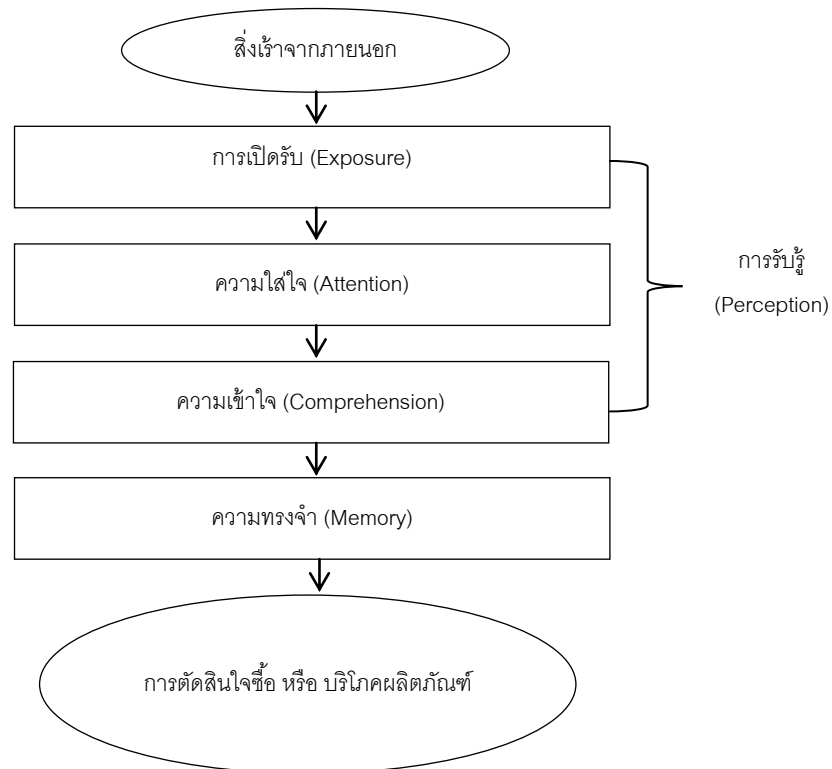 สิ่งเร้าจากภายนอก
การเปิดรับ (Exposure)
ความใส่ใจ (Attention)
การรับรู้
(Perception)
ความเข้าใจ (Comprehension)
ความทรงจำ (Memory)
การตัดสินใจซื้อ หรือ บริโภคผลิตภัณฑ์